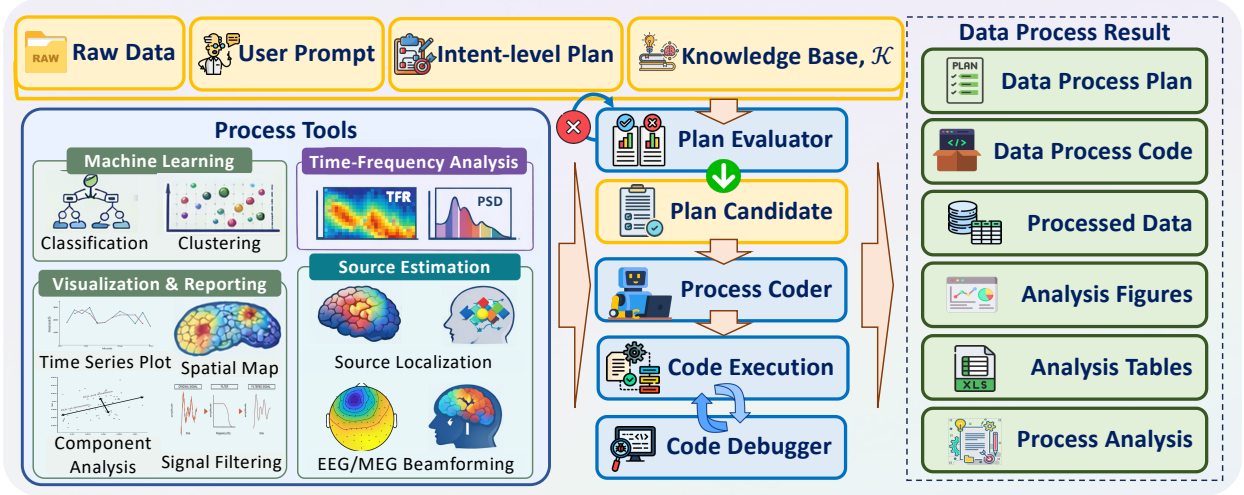 RAW
Raw Data
User Prompt
Intent-level Plan
Knowledge Base, 𝒦
Process Tools
Machine Learning
Classification
Clustering
Time-Frequency Analysis
TFR
PSD
Visualization & Reporting
Time Series Plot
Spatial Map
Component
Analysis
Signal Filtering
Source Estimation
Source Localization
EEG/MEG Beamforming
Plan Evaluator
Plan Candidate
Process Coder
Code Execution
Code Debugger
Data Process Result
PLAN
Data Process Plan
</>
Data Process Code
Processed Data
Analysis Figures
XLS
Analysis Tables
Process Analysis